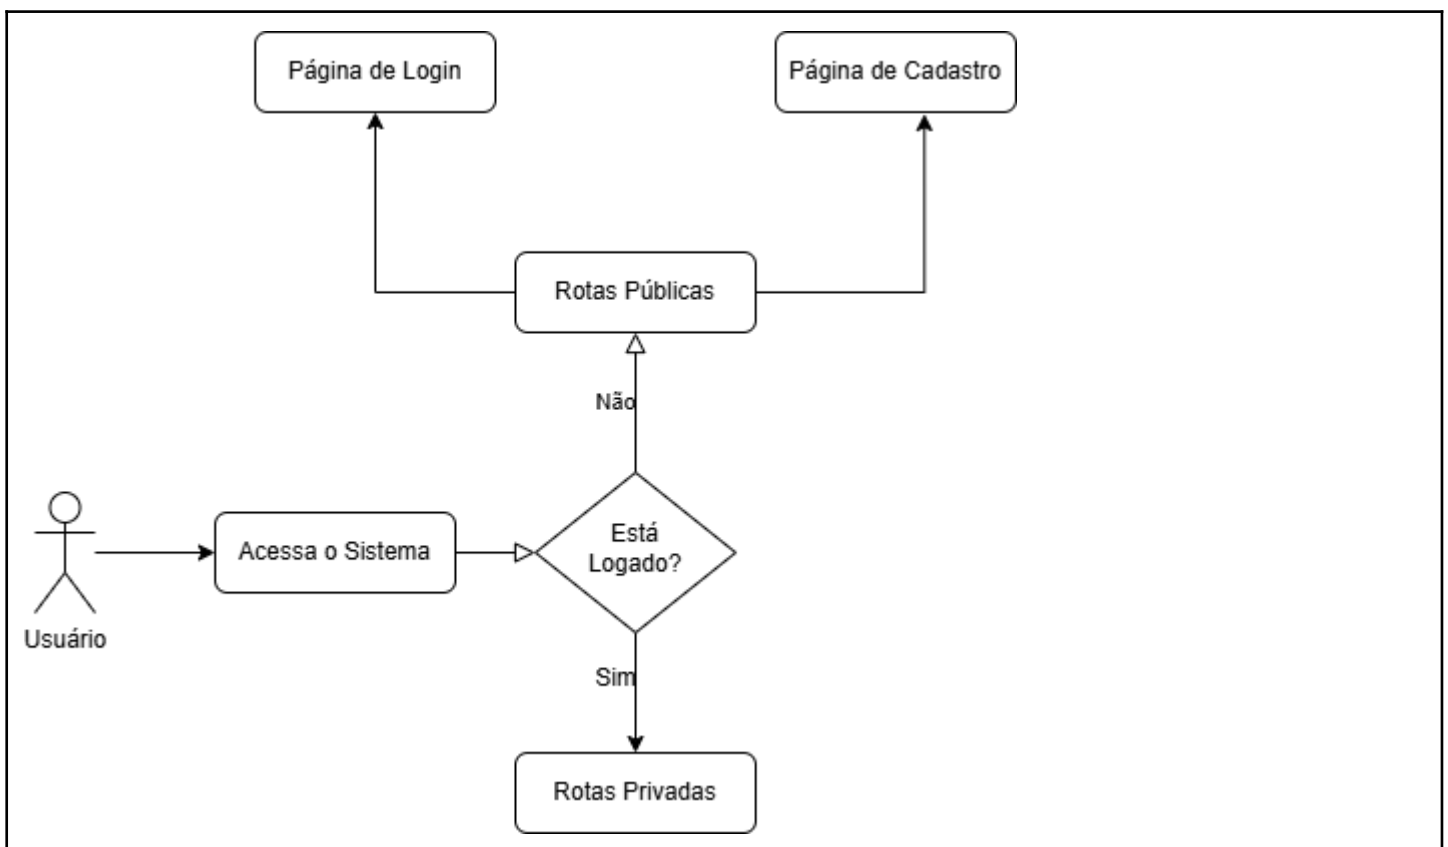 Página de Login
Página de Cadastro
Rotas Públicas
Não
Acessa o Sistema
Está
Logado?
Usuário
Sim
Rotas Privadas